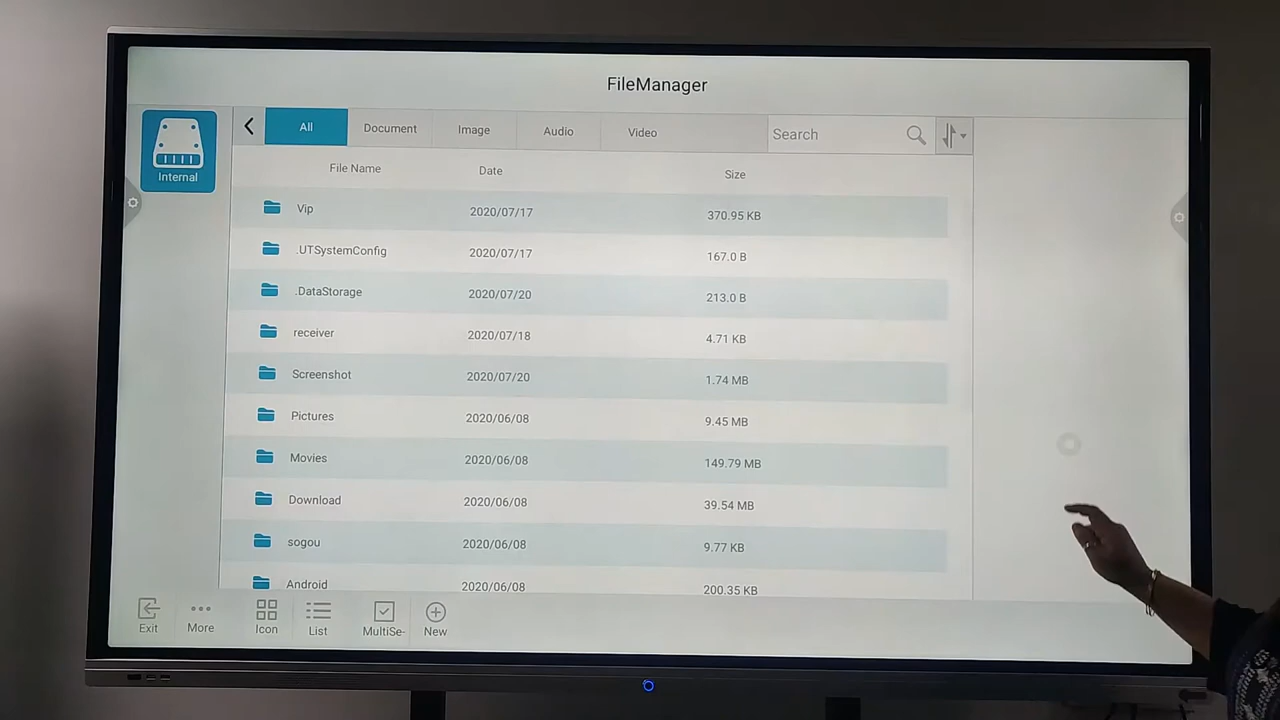 FileManager
Internal
All Document Image Audio Video Search
File Name Date Size
Vip 2020/07/17 370.95 KB
.UTSystemConfig 2020/07/17 167.0 B
.DataStorage 2020/07/20 213.0 B
receiver 2020/07/18 4.71 KB
Screenshot 2020/07/20 1.74 MB
Pictures 2020/06/08 9.45 MB
Movies 2020/06/08 149.79 MB
Download 2020/06/08 39.54 MB
sogou 2020/06/08 9.77 KB
Android 2020/06/08 200.35 KB
Exit More Icon List MultiSe- New